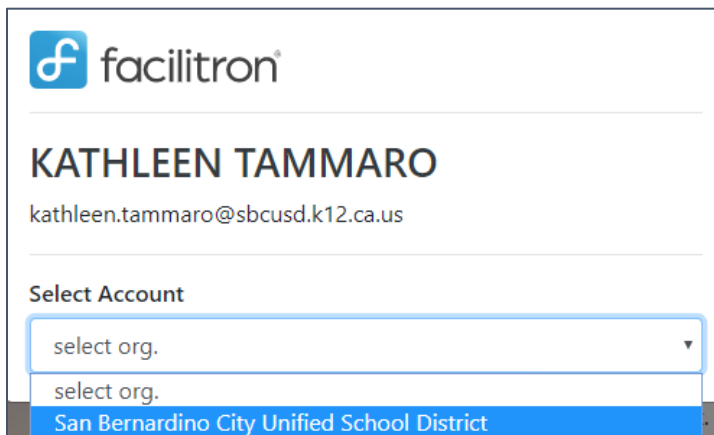 facilitron
KATHLEEN TAMMARO
kathleen.tammaro@sbcusd.k12.ca.us
Select Account
select org.
select org.
San Bernardino City Unified School District